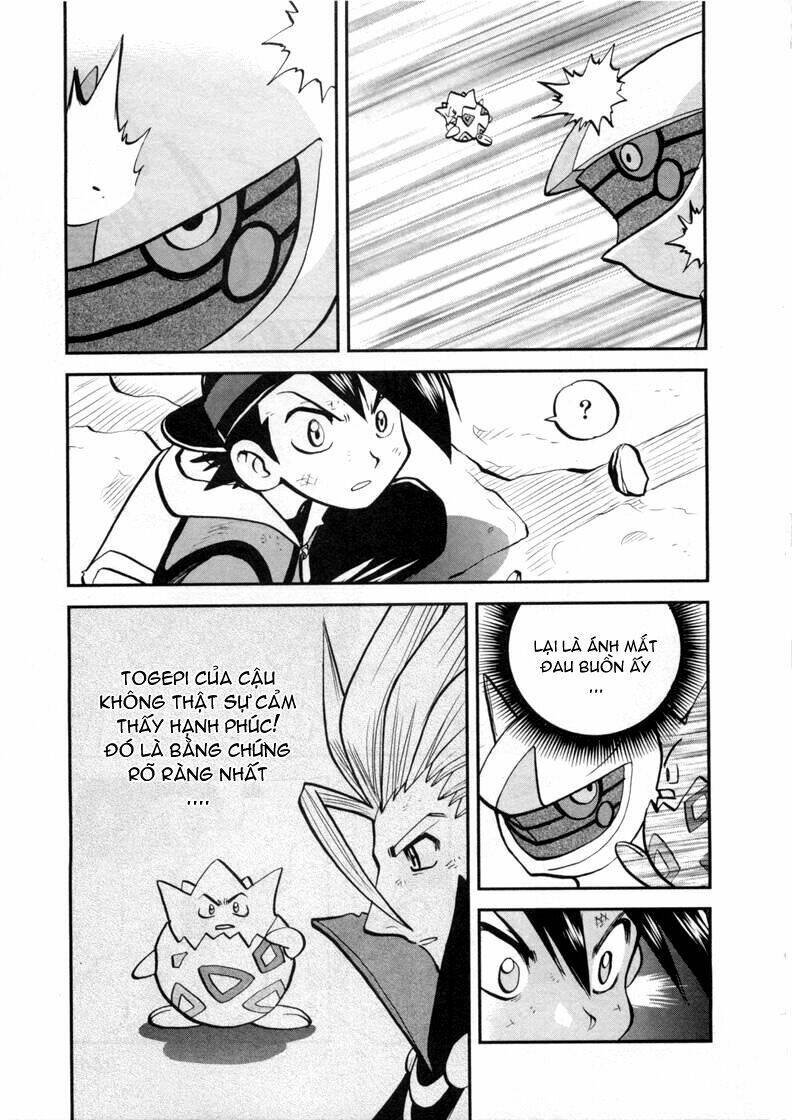 ?
LẠI LÀ ÁNH MẮT
ĐAU BUỒN ẤY
...
TOGEPI CỦA CẬU
KHÔNG THẬT SỰ CẢM
THẤY HẠNH PHÚC!
ĐÓ LÀ BẰNG CHỨNG
RÕ RÀNG NHẤT
....